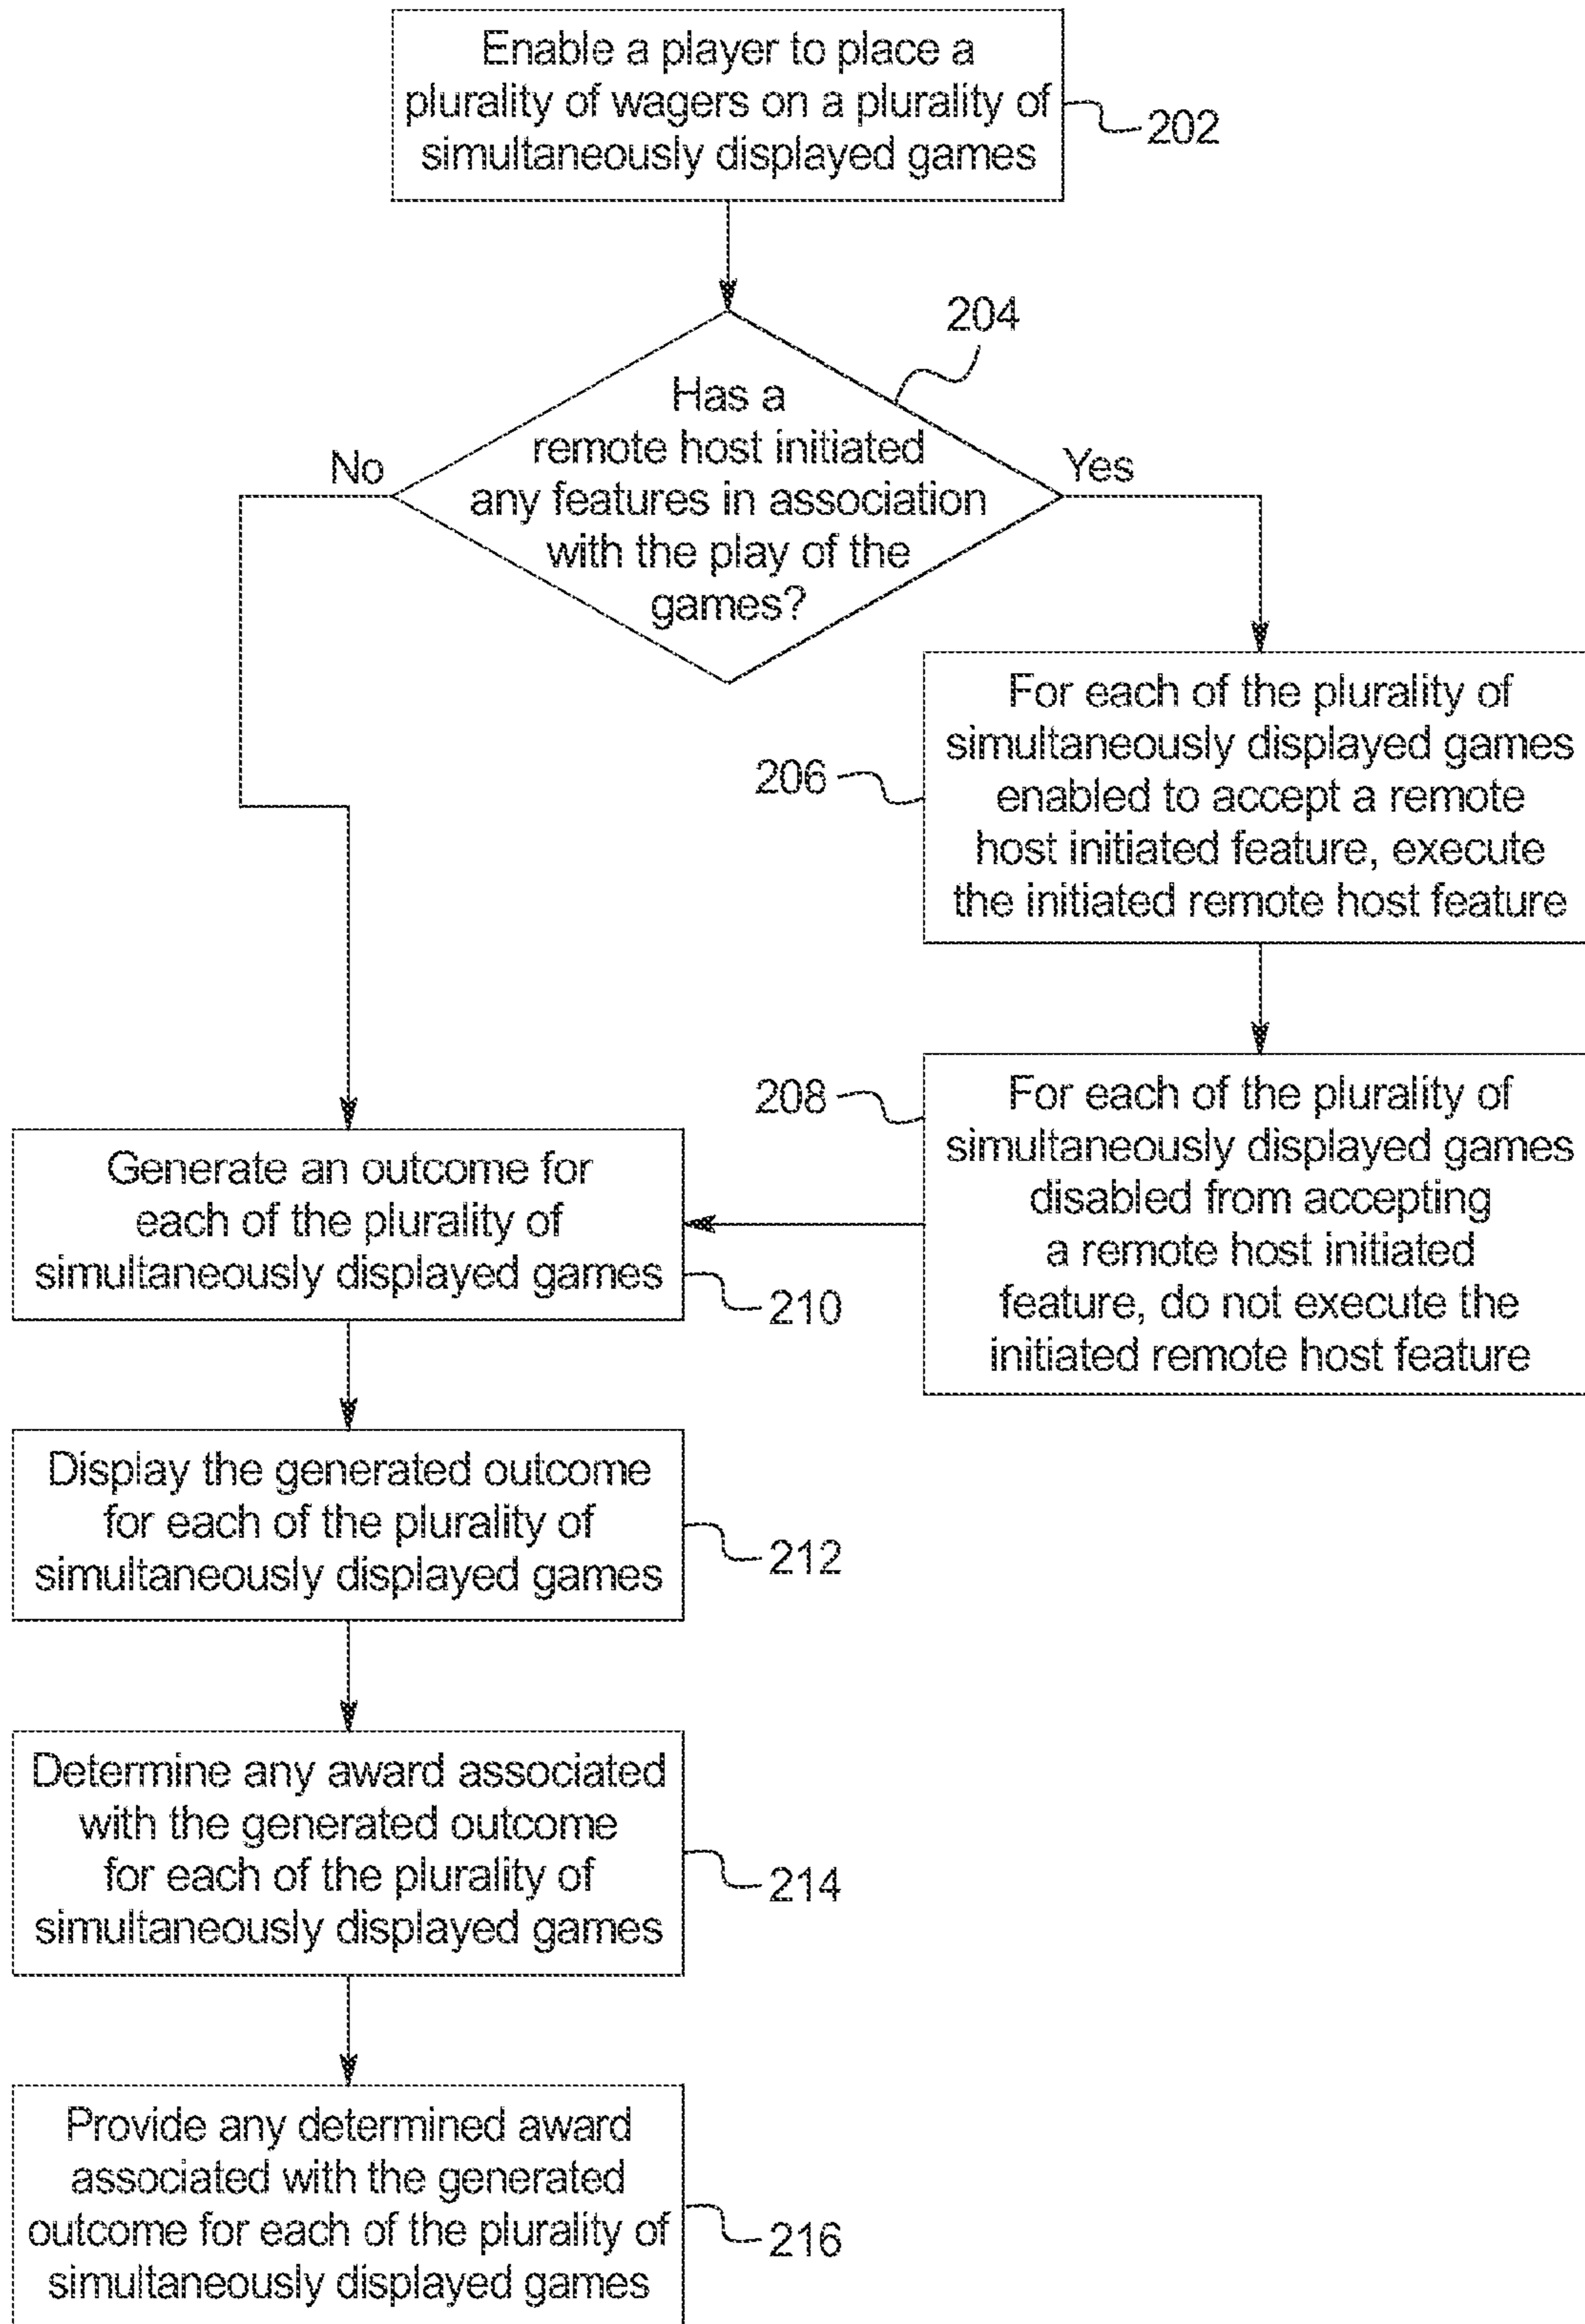 Enable a player to place a
plurality of wagers on a plurality of
simultaneously displayed games
202
204
Has a
remote host initiated
any features in association
with the play of the
games?
No
Yes
For each of the plurality of
simultaneously displayed games
enabled to accept a remote
host initiated feature, execute
the initiated remote host feature
206
208
For each of the plurality of
simultaneously displayed games
disabled from accepting
a remote host initiated
feature, do not execute the
initiated remote host feature
Generate an outcome for
each of the plurality of
simultaneously displayed games
210
Display the generated outcome
for each of the plurality of
simultaneously displayed games
212
Determine any award associated
with the generated outcome
for each of the plurality of
simultaneously displayed games
214
Provide any determined award
associated with the generated
outcome for each of the plurality of
simultaneously displayed games
216